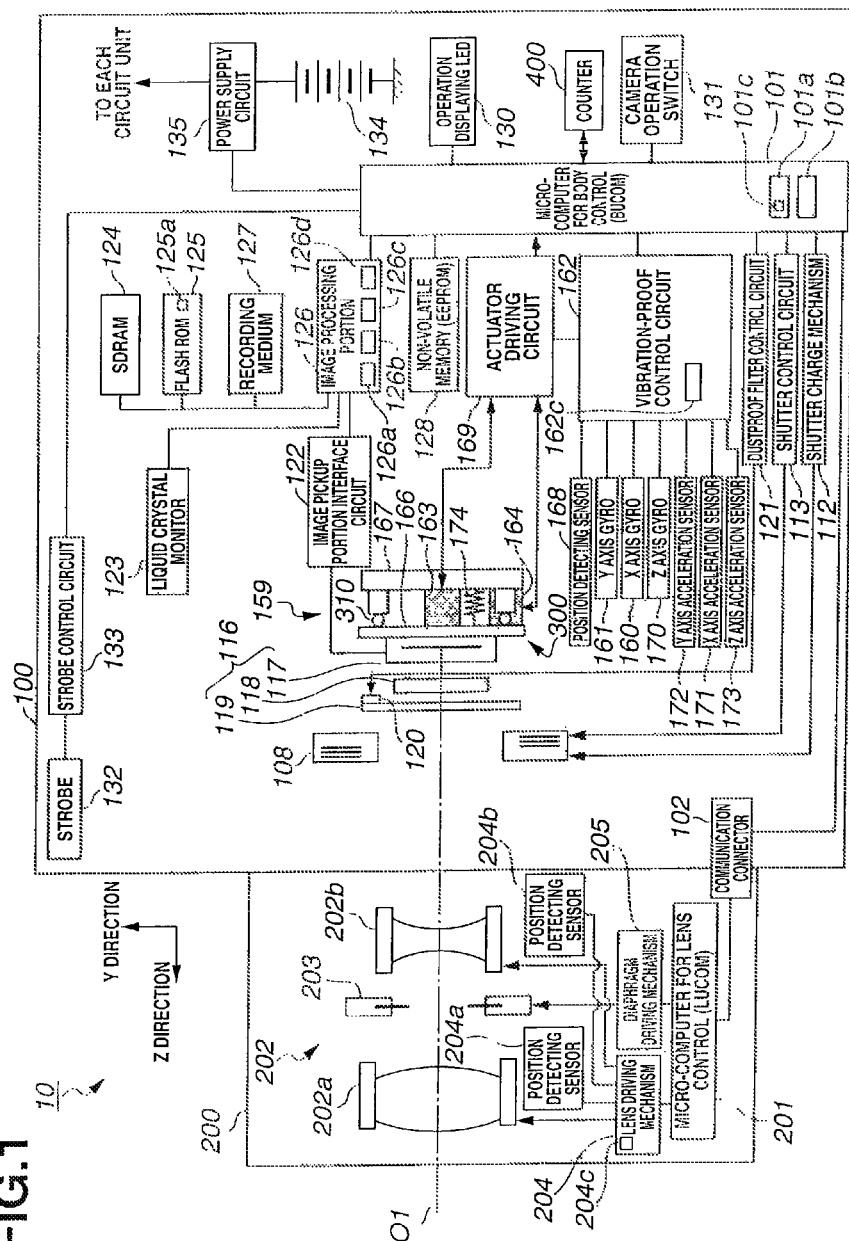 FIG.1
10
Y DIRECTION
Z DIRECTION
100
STROBE
132
STROBE CONTROL CIRCUIT
133
LIQUID CRYSTAL
MONITOR
123
SDRAM
124
FLASH ROM
125a
125
RECORDING
MEDIUM
127
TO EACH
CIRCUIT UNIT
POWER SUPPLY
CIRCUIT
135
134
OPERATION
DISPLAYING LED
130
COUNTER
400
CAMERA
OPERATION
SWITCH
131
MICRO-
COMPUTER
FOR BODY
CONTROL
(BUCOM)
101c
101
101a
101b
IMAGE PROCESSING
PORTION
126
126d
126c
126b
126a
IMAGE PICKUP
PORTION INTERFACE
CIRCUIT
122
NON-VOLATILE
MEMORY (EEPROM)
128
ACTUATOR
DRIVING
CIRCUIT
169
VIBRATION-PROOF
CONTROL CIRCUIT
162
162c
159
310
167
166
163
174
164
300
116
117
118
119
120
108
POSITION DETECTING SENSOR
168
Y AXIS GYRO
161
X AXIS GYRO
160
Z AXIS GYRO
170
Y AXIS ACCELERATION SENSOR
172
X AXIS ACCELERATION SENSOR
171
Z AXIS ACCELERATION SENSOR
173
DUSTPROOF FILTER CONTROL CIRCUIT
121
SHUTTER CONTROL CIRCUIT
113
SHUTTER CHARGE MECHANISM
112
COMMUNICATION
CONNECTOR
102
200
202
202a
202b
203
O1
POSITION
DETECTING
SENSOR
204a
POSITION
DETECTING
SENSOR
204b
DIAPHRAGM
DRIVING MECHANISM
205
LENS DRIVING
MECHANISM
204
204c
MICRO-COMPUTER FOR LENS
CONTROL (LUCOM)
201